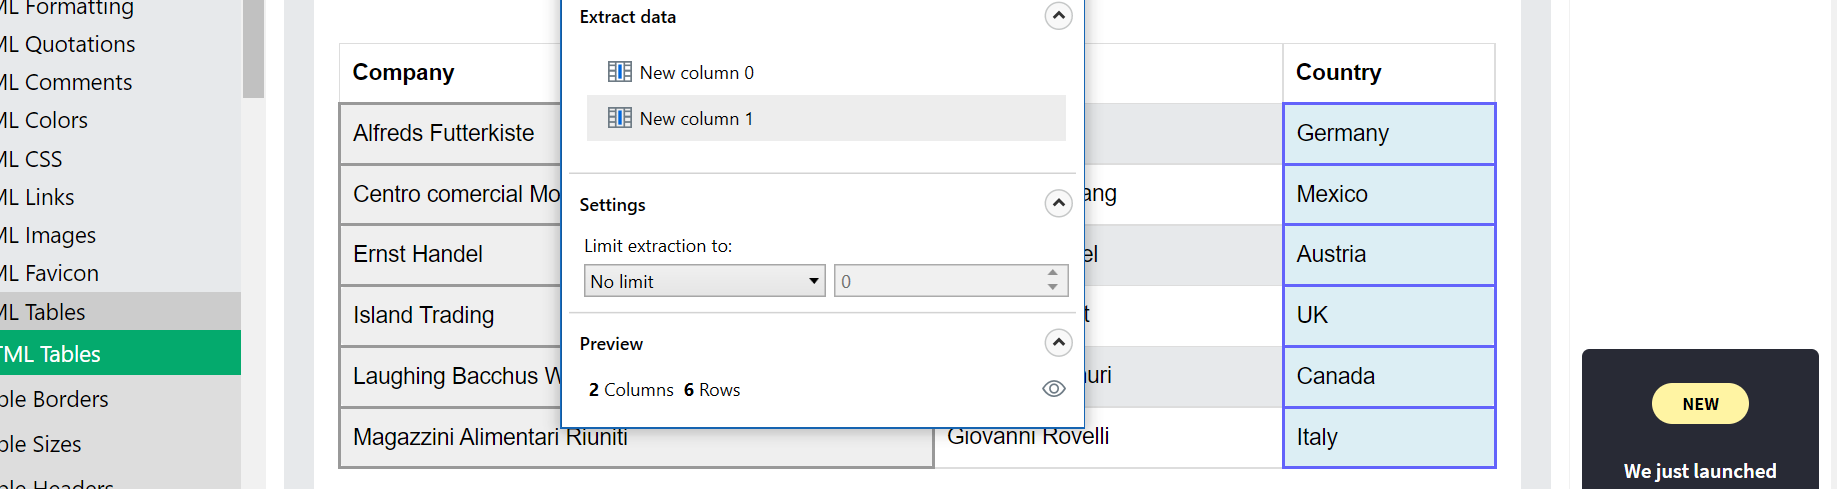 ML Formatting
ML Quotations
ML Comments
ML Colors
ML CSS
ML Links
ML Images
ML Favicon
ML Tables
TML Tables
ble Borders
ble Sizes
ble Headers
Extract data
New column 0
New column 1
Settings
Limit extraction to:
No limit 0
Preview
2 Columns 6 Rows
Company Country
Alfreds Futterkiste Germany
Centro comercial Mo ang Mexico
Ernst Handel el Austria
Island Trading t UK
Laughing Bacchus W uri Canada
Magazzini Alimentari Riuniti Giovanni Rovelli Italy
NEW
We just launched